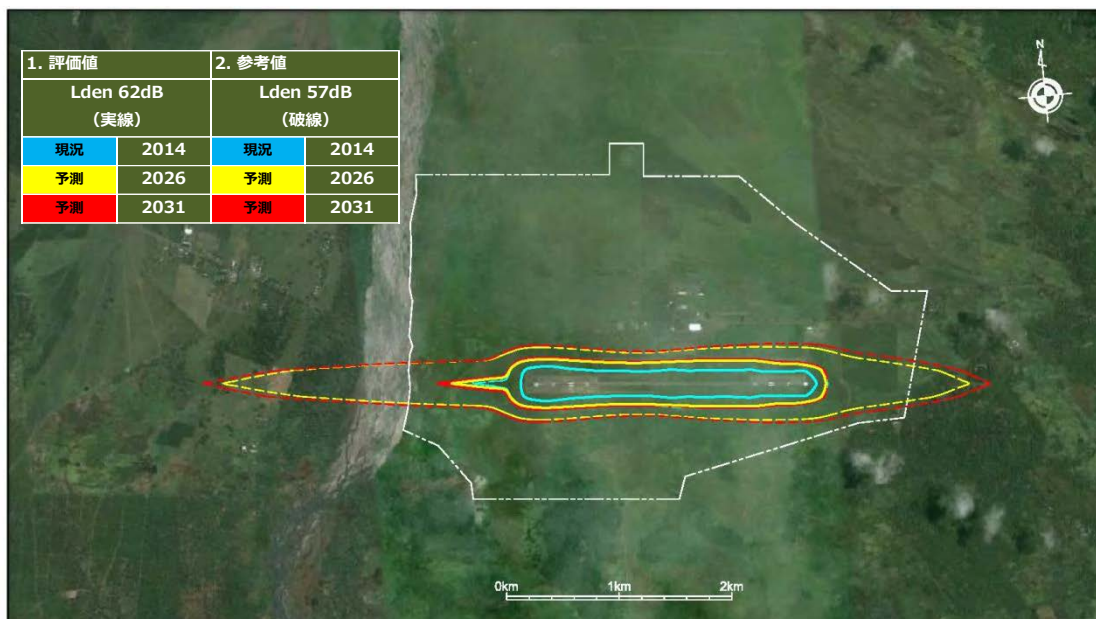 1. 評価値 2. 参考値
Lden 62dB Lden 57dB
（実線） （破線）
現況 2014 現況 2014
予測 2026 予測 2026
予測 2031 予測 2031
N
0km 1km 2km